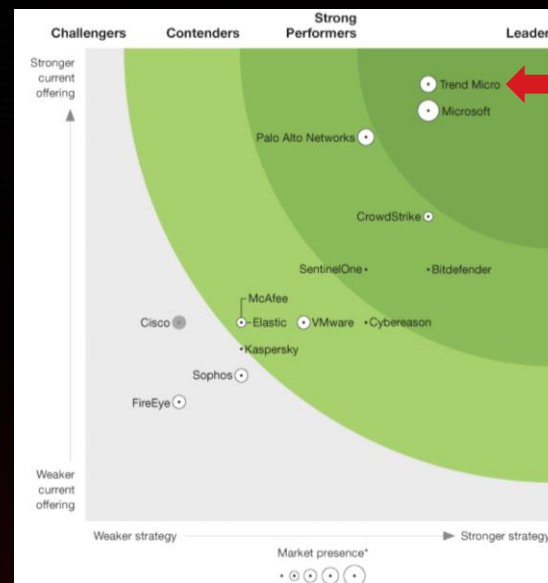 Challengers
Contenders
Strong
Performers
Leader
Stronger
current
offering
Trend Micro
Microsoft
Palo Alto Networks
CrowdStrike
SentinelOne
Bitdefender
McAfee
Cisco
Elastic
VMware
Cybereason
Kaspersky
Sophos
FireEye
Weaker
current
offering
Weaker strategy
Stronger strategy
Market presence*